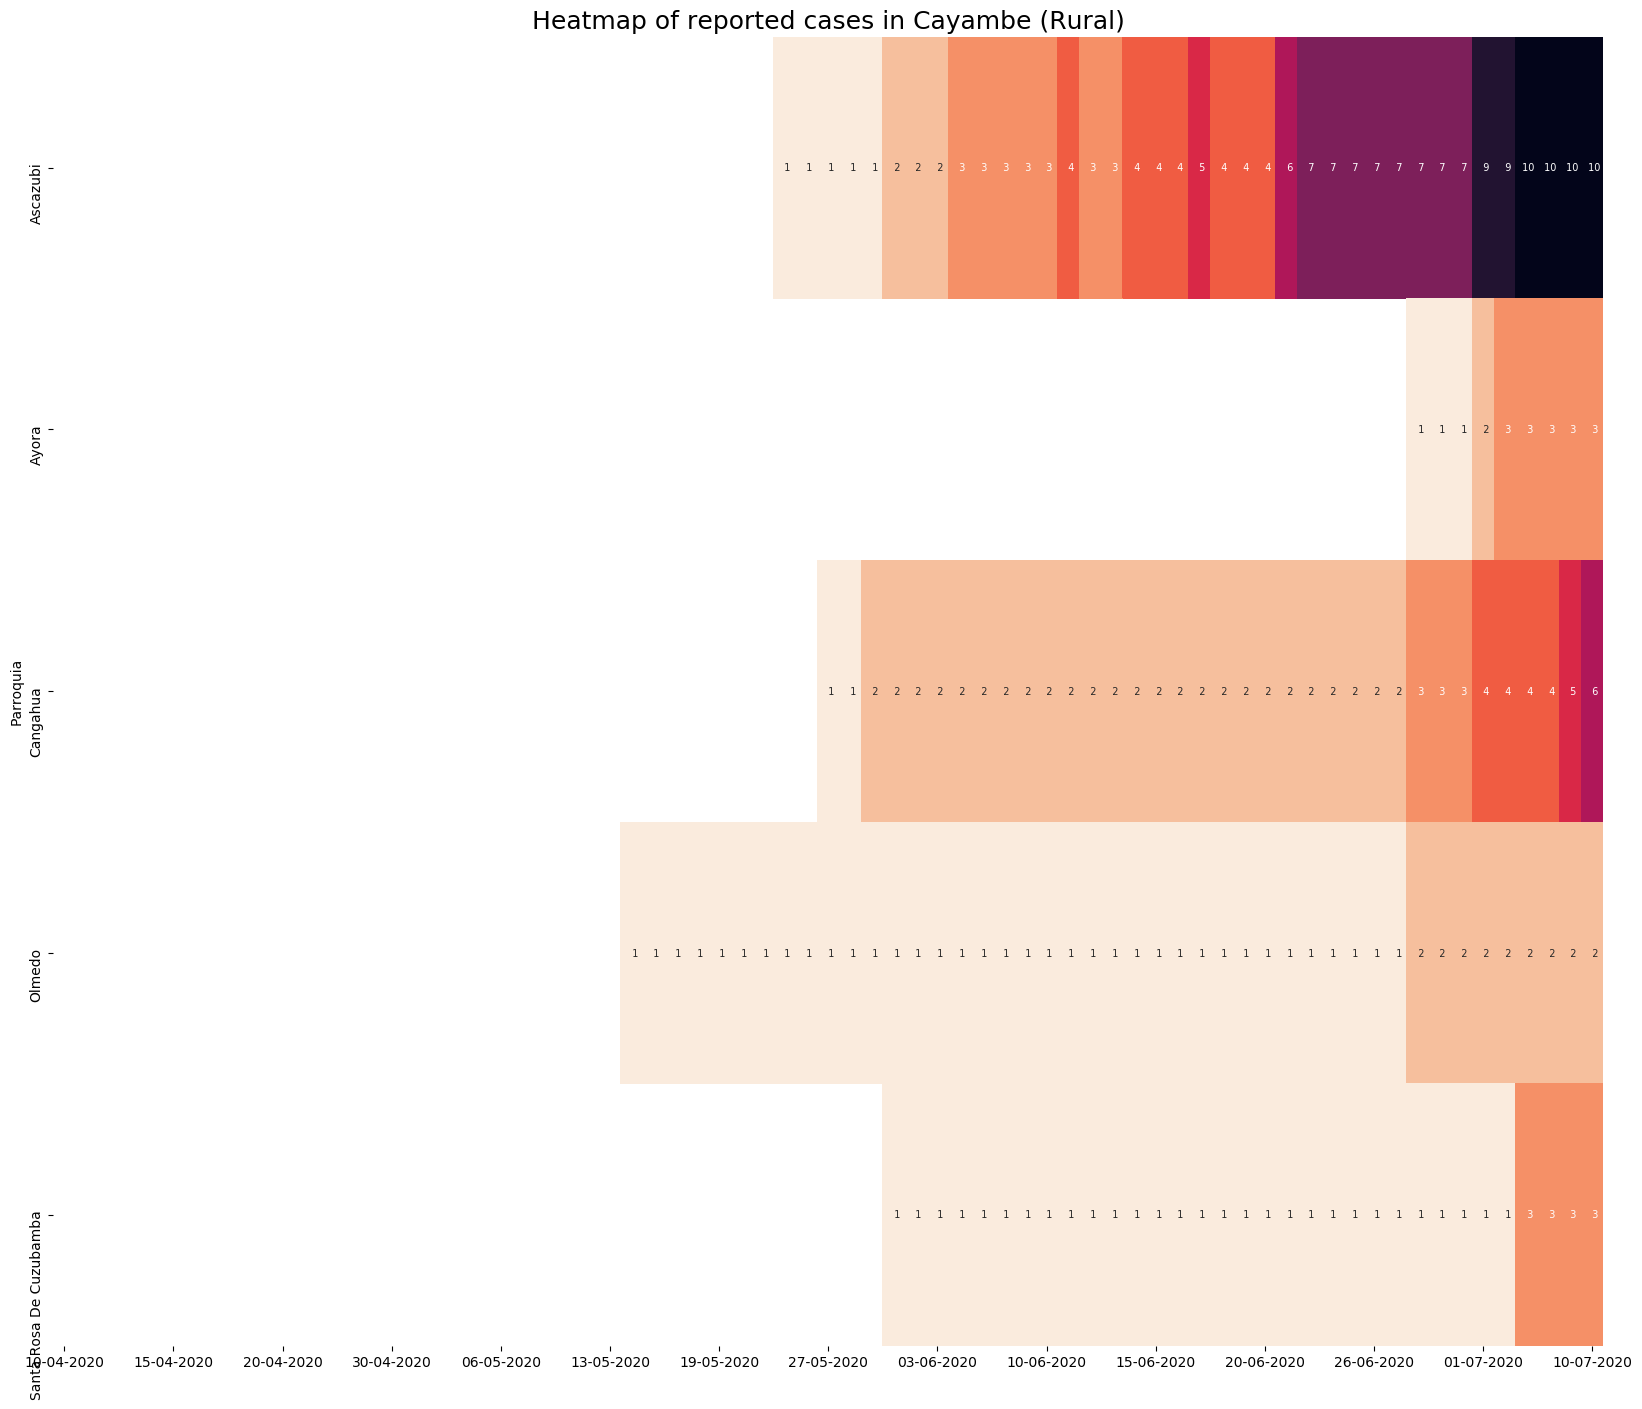 Heatmap of reported cases in Cayambe (Rural)
Parroquia
Ascazubi
1 1 1 1 1 2 2 2 3 3 3 3 3 4 3 3 4 4 4 5 4 4 4 6 7 7 7 7 7 7 7 7 9 9 10 10 10 10
Ayora
1 1 1 2 3 3 3 3 3
Cangahua
1 1 2 2 2 2 2 2 2 2 2 2 2 2 2 2 2 2 2 2 2 2 2 2 2 2 2 3 3 3 4 4 4 4 5 6
Olmedo
1 1 1 1 1 1 1 1 1 1 1 1 1 1 1 1 1 1 1 1 1 1 1 1 1 1 1 1 1 1 1 1 1 1 1 1 2 2 2 2 2 2 2 2 2
Santa Rosa De Cuzubamba
1 1 1 1 1 1 1 1 1 1 1 1 1 1 1 1 1 1 1 1 1 1 1 1 1 1 1 1 1 3 3 3 3
10-04-2020 15-04-2020 20-04-2020 30-04-2020 06-05-2020 13-05-2020 19-05-2020 27-05-2020 03-06-2020 10-06-2020 15-06-2020 20-06-2020 26-06-2020 01-07-2020 10-07-2020